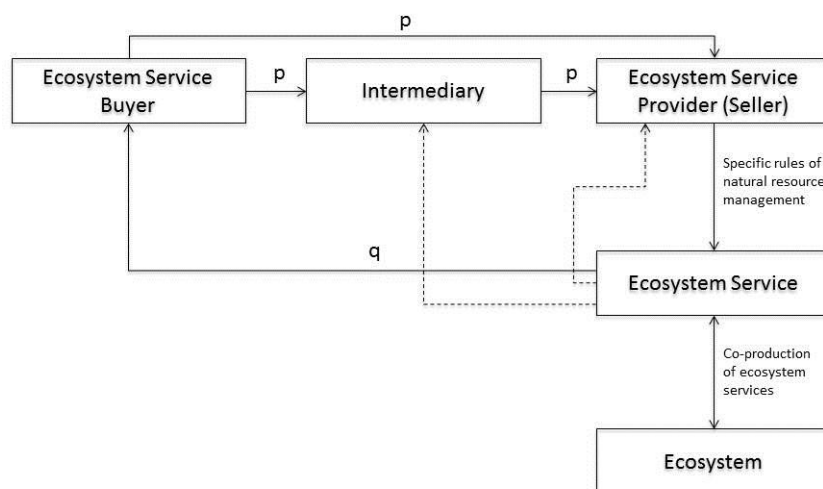 p
Ecosystem Service
Buyer
p
Intermediary
p
Ecosystem Service
Provider (Seller)
Specific rules of
natural resource
management
q
Ecosystem Service
Co-production
of ecosystem
services
Ecosystem